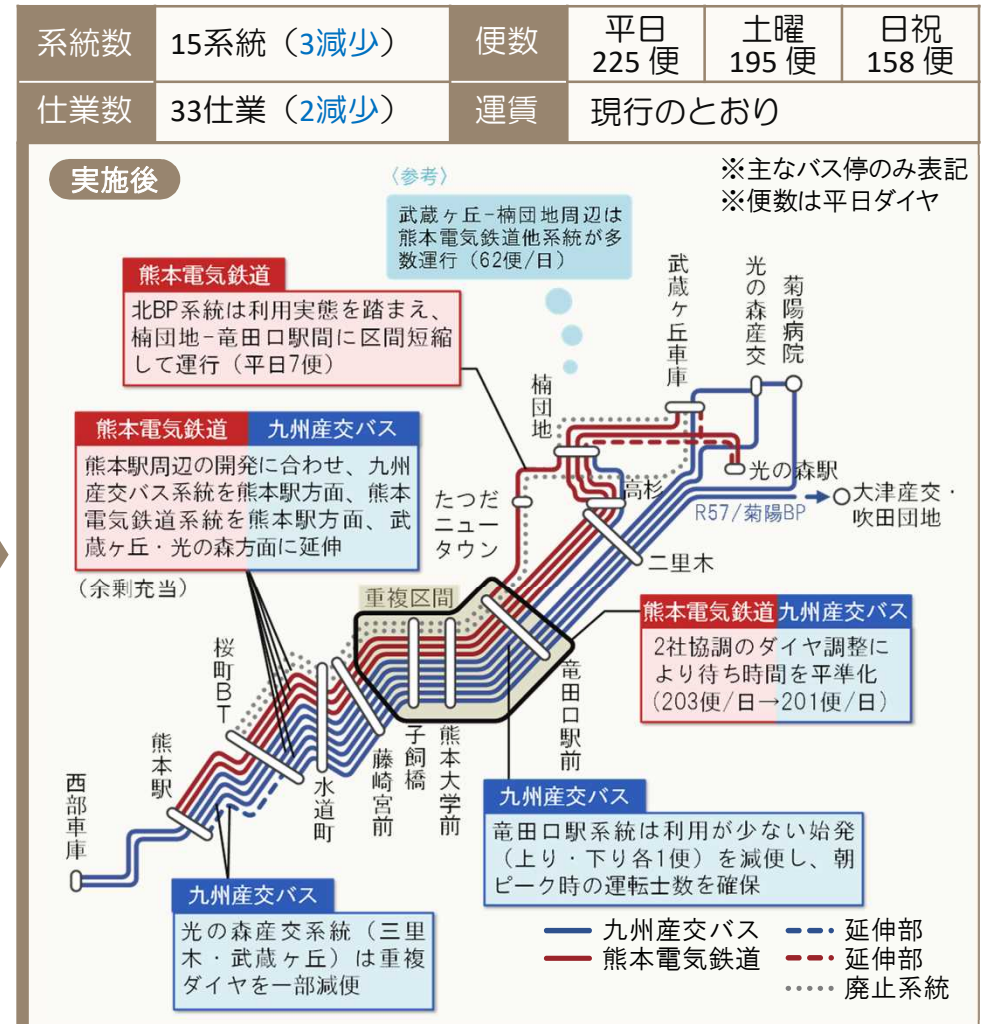 系統数
15系統（3減少）
便数
平日
225 便
土曜
195 便
日祝
158 便
仕業数
33仕業（2減少）
運賃
現行のとおり
実施後
〈参考〉
武蔵ヶ丘-楠団地周辺は
熊本電気鉄道他系統が多
数運行（62便/日）
※主なバス停のみ表記
※便数は平日ダイヤ
熊本電気鉄道
北BP系統は利用実態を踏まえ、
楠団地-竜田口駅間に区間短縮
して運行（平日7便）
熊本電気鉄道 九州産交バス
熊本駅周辺の開発に合わせ、九州
産交バス系統を熊本駅方面、熊本
電気鉄道系統を熊本駅方面、武
蔵ヶ丘・光の森方面に延伸
（余剰充当）
武蔵ヶ丘車庫
光の森産交
菊陽病院
楠団地
光の森駅
高杉
たつだ
ニュー
タウン
R57/菊陽BP
大津産交・
吹田団地
二里木
重複区間
熊本電気鉄道 九州産交バス
2社協調のダイヤ調整に
より待ち時間を平準化
（203便/日→201便/日）
桜町BT
熊本駅
西部車庫
水道町
藤崎宮前
子飼橋
熊本大学前
竜田口駅前
九州産交バス
竜田口駅系統は利用が少ない始発
（上り・下り各1便）を減便し、朝
ピーク時の運転士数を確保
九州産交バス
光の森産交系統（三里
木・武蔵ヶ丘）は重複
ダイヤを一部減便
九州産交バス
延伸部
熊本電気鉄道
延伸部
廃止系統